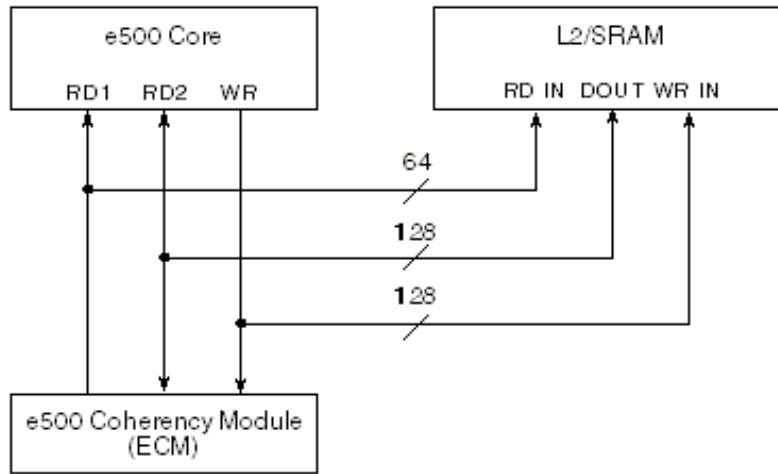 e500 Core
L2/SRAM
RD1 RD2 WR
RD IN DOUT WR IN
64
128
128
e500 Coherency Module
(ECM)